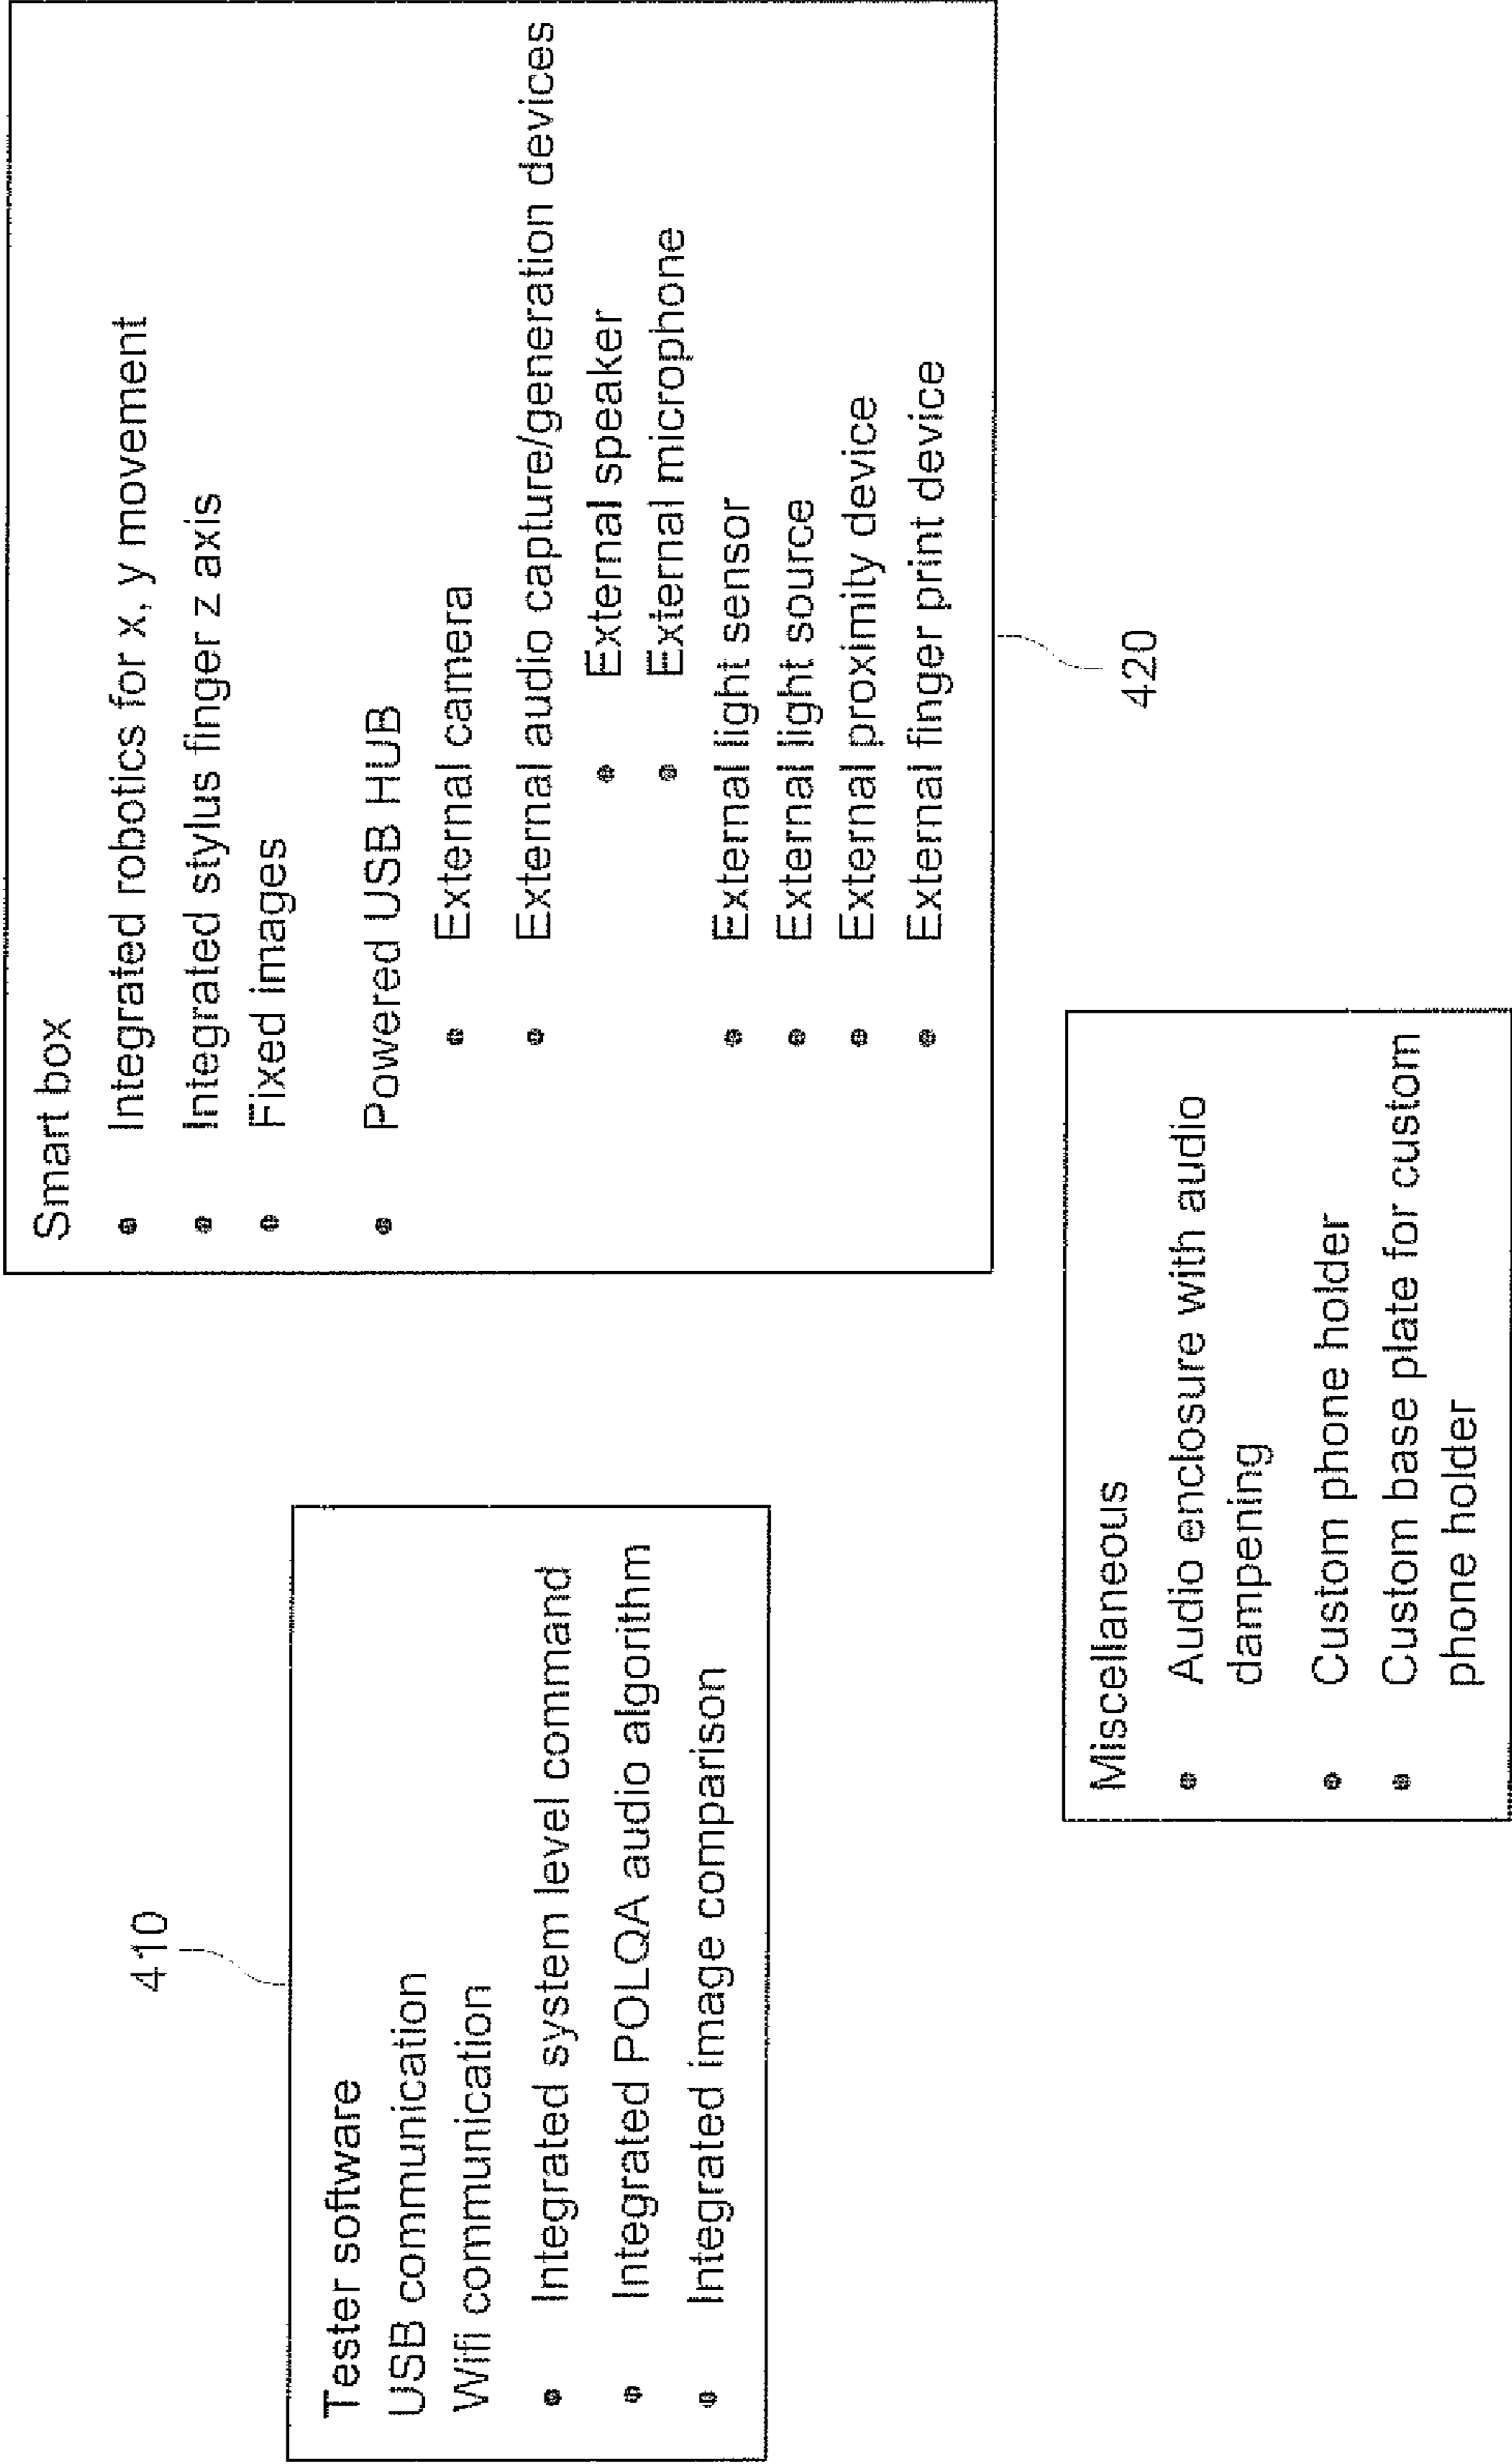 410
Tester software
USB communication
Wifi communication
Integrated system level command
Integrated POLQA audio algorithm
Integrated image comparison
Smart box
Integrated robotics for x, y movement
Integrated stylus finger z axis
Fixed images
Powered USB HUB
External camera
External audio capture/generation devices
External speaker
External microphone
External light sensor
External light source
External proximity device
External finger print device
420
Miscellaneous
Audio enclosure with audio
dampening
Custom phone holder
Custom base plate for custom
phone holder